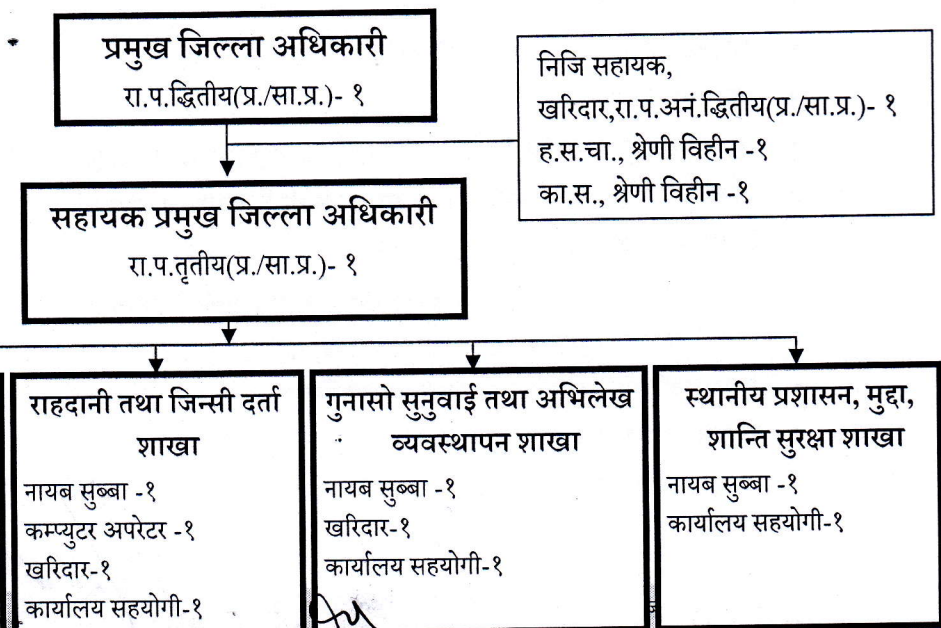 प्रमुख जिल्ला अधिकारी
रा.प.द्धितीय(प्र./सा.प्र.)- १
निजि सहायक,
खरिदार,रा.प.अनं.द्धितीय(प्र./सा.प्र.)- १
ह.स.चा., श्रेणी विहीन -१
का.स., श्रेणी विहीन -१
सहायक प्रमुख जिल्ला अधिकारी
रा.प.तृतीय(प्र./सा.प्र.)- १
राहदानी तथा जिन्सी दर्ता
शाखा
नायब सुब्बा -१
कम्प्युटर अपरेटर -१
खरिदार-१
कार्यालय सहयोगी-१
गुनासो सुनुवाई तथा अभिलेख
व्यवस्थापन शाखा
नायब सुब्बा -१
खरिदार-१
कार्यालय सहयोगी-१
स्थानीय प्रशासन, मुद्दा,
शान्ति सुरक्षा शाखा
नायब सुब्बा -१
कार्यालय सहयोगी-१